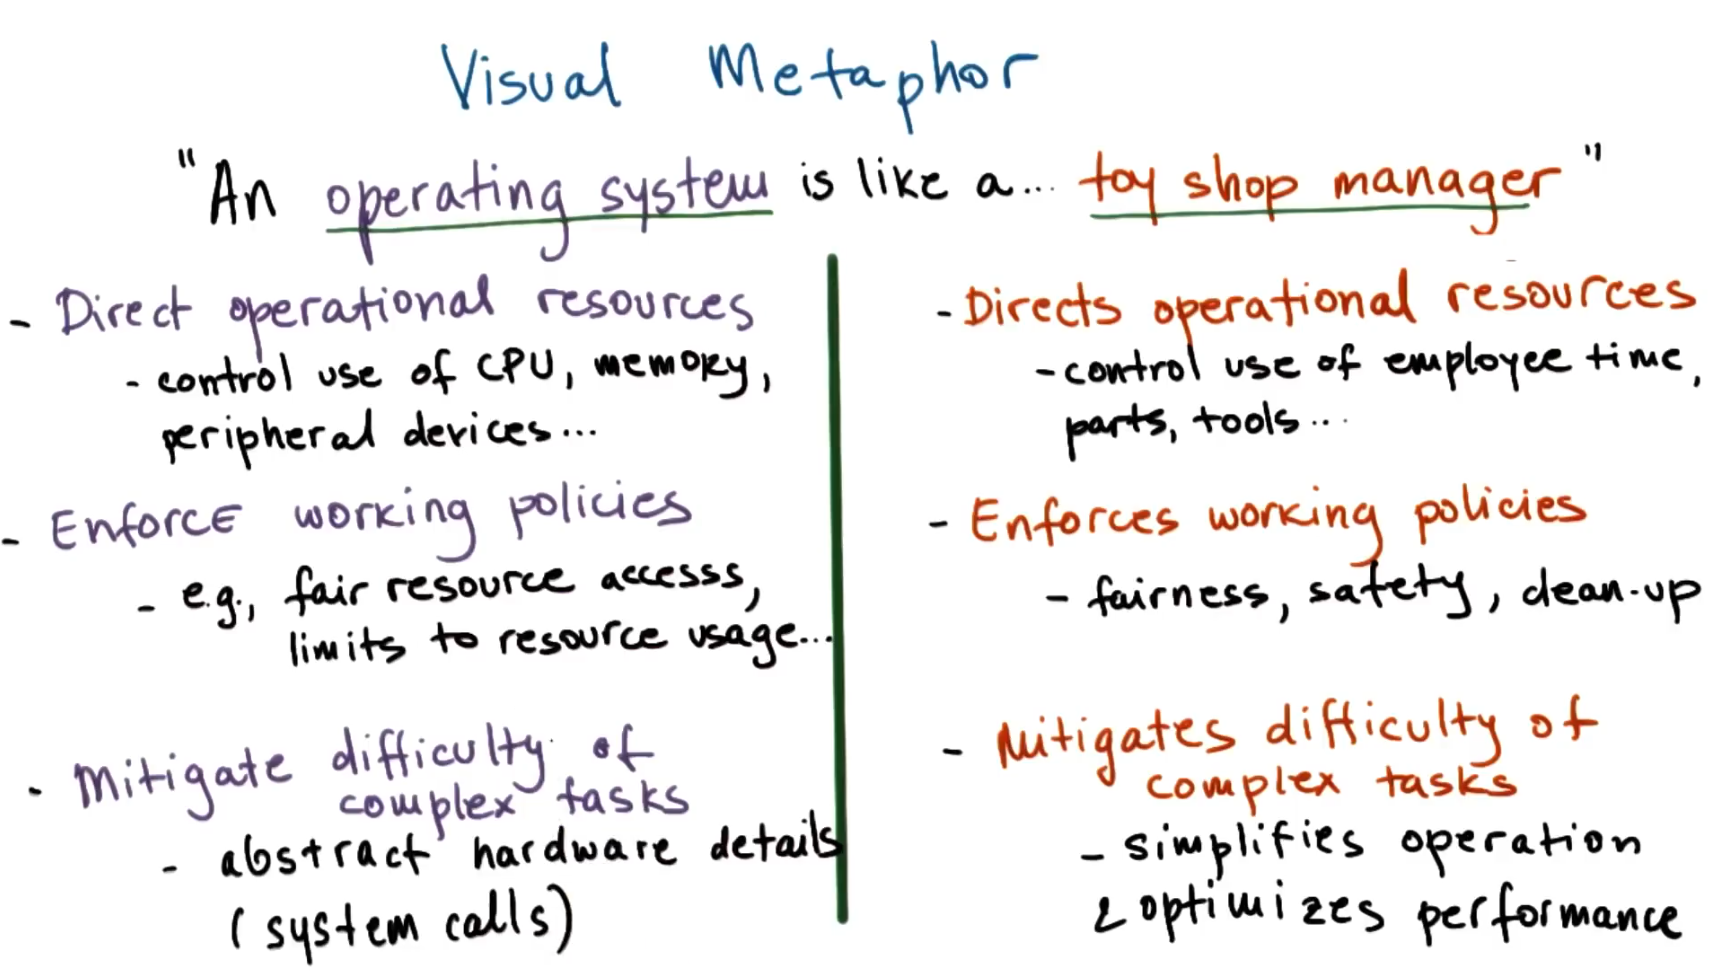 Visual Metaphor
"An operating system is like a... toy shop manager"
- Direct operational resources
- control use of CPU, memory,
peripheral devices...
- Enforce working policies
- e.g., fair resource accesss,
limits to resource usage...
- Mitigate difficulty of
complex tasks
- abstract hardware details
(system calls)
- Directs operational resources
- control use of employee time,
parts, tools...
- Enforces working policies
- fairness, safety, clean-up
- Mitigates difficulty of
complex tasks
- simplifies operation
& optimizes performance